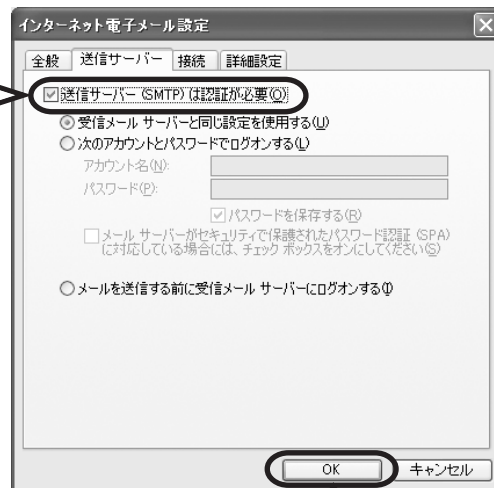 インターネット電子メール設定
全般 送信サーバー 接続 詳細設定
送信サーバー (SMTP) は認証が必要(O)
受信メール サーバーと同じ設定を使用する(U)
次のアカウントとパスワードでログオンする(L)
アカウント名(N):
パスワード(P):
パスワードを保存する(R)
メール サーバーがセキュリティで保護されたパスワード認証 (SPA)
に対応している場合には、チェック ボックスをオンにしてください(S)
メールを送信する前に受信メール サーバーにログオンする(I)
OK キャンセル